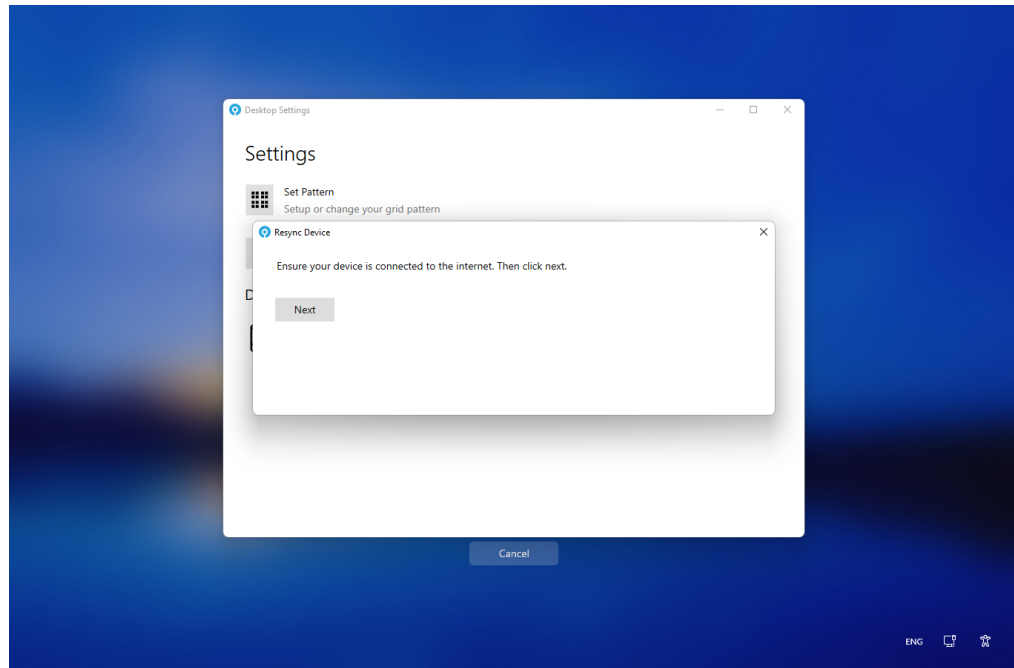 Desktop Settings
Settings
Set Pattern
Setup or change your grid pattern
Resync Device
Ensure your device is connected to the internet. Then click next.
D
Next
Cancel
ENG